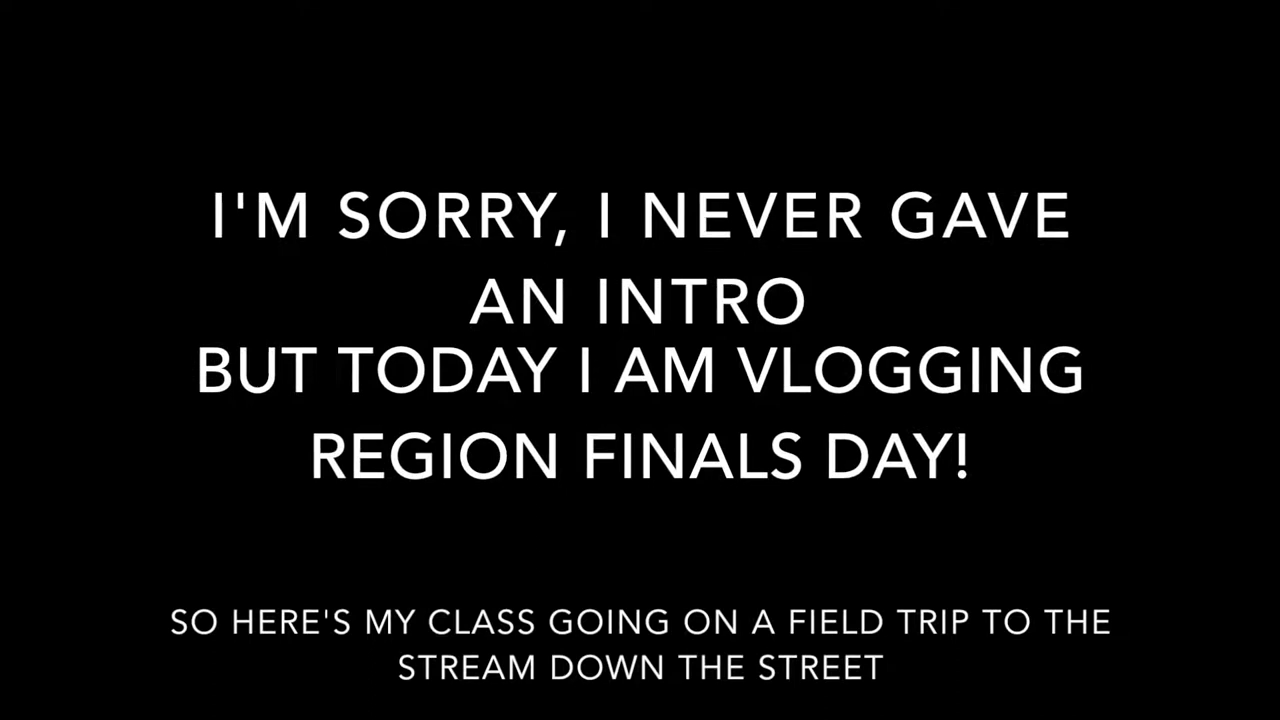 I'M SORRY, I NEVER GAVE
AN INTRO
BUT TODAY I AM VLOGGING
REGION FINALS DAY!
SO HERE'S MY CLASS GOING ON A FIELD TRIP TO THE
STREAM DOWN THE STREET